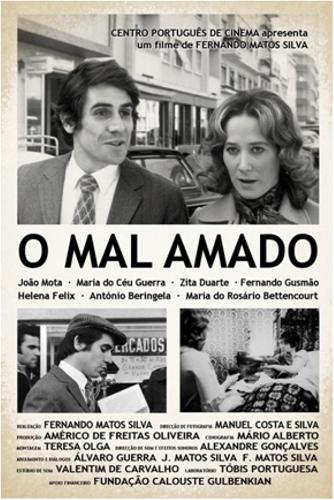 CENTRO PORTUGUÊS DE CINEMA apresenta
um filme de FERNANDO MATOS SILVA
O MAL AMADO
João Mota · Maria do Céu Guerra · Zita Duarte · Fernando Gusmão
Helena Felix · António Beringela · Maria do Rosário Bettencourt
ERCADOS
REALIZAÇÃO FERNANDO MATOS SILVA DIRECÇÃO DE FOTOGRAFIA MANUEL COSTA E SILVA
PRODUÇÃO AMÉRICO DE FREITAS OLIVEIRA CENOGRAFIA MÁRIO ALBERTO
MONTAGEM TERESA OLGA DIRECÇÃO DE SOM E EFEITOS SONOROS ALEXANDRE GONÇALVES
ARGUMENTO E DIÁLOGOS ÁLVARO GUERRA J. MATOS SILVA F. MATOS SILVA
ESTÚDIO DE SOM VALENTIM DE CARVALHO LABORATÓRIO TÓBIS PORTUGUESA
APOIO FINANCEIRO FUNDAÇÃO CALOUSTE GULBENKIAN